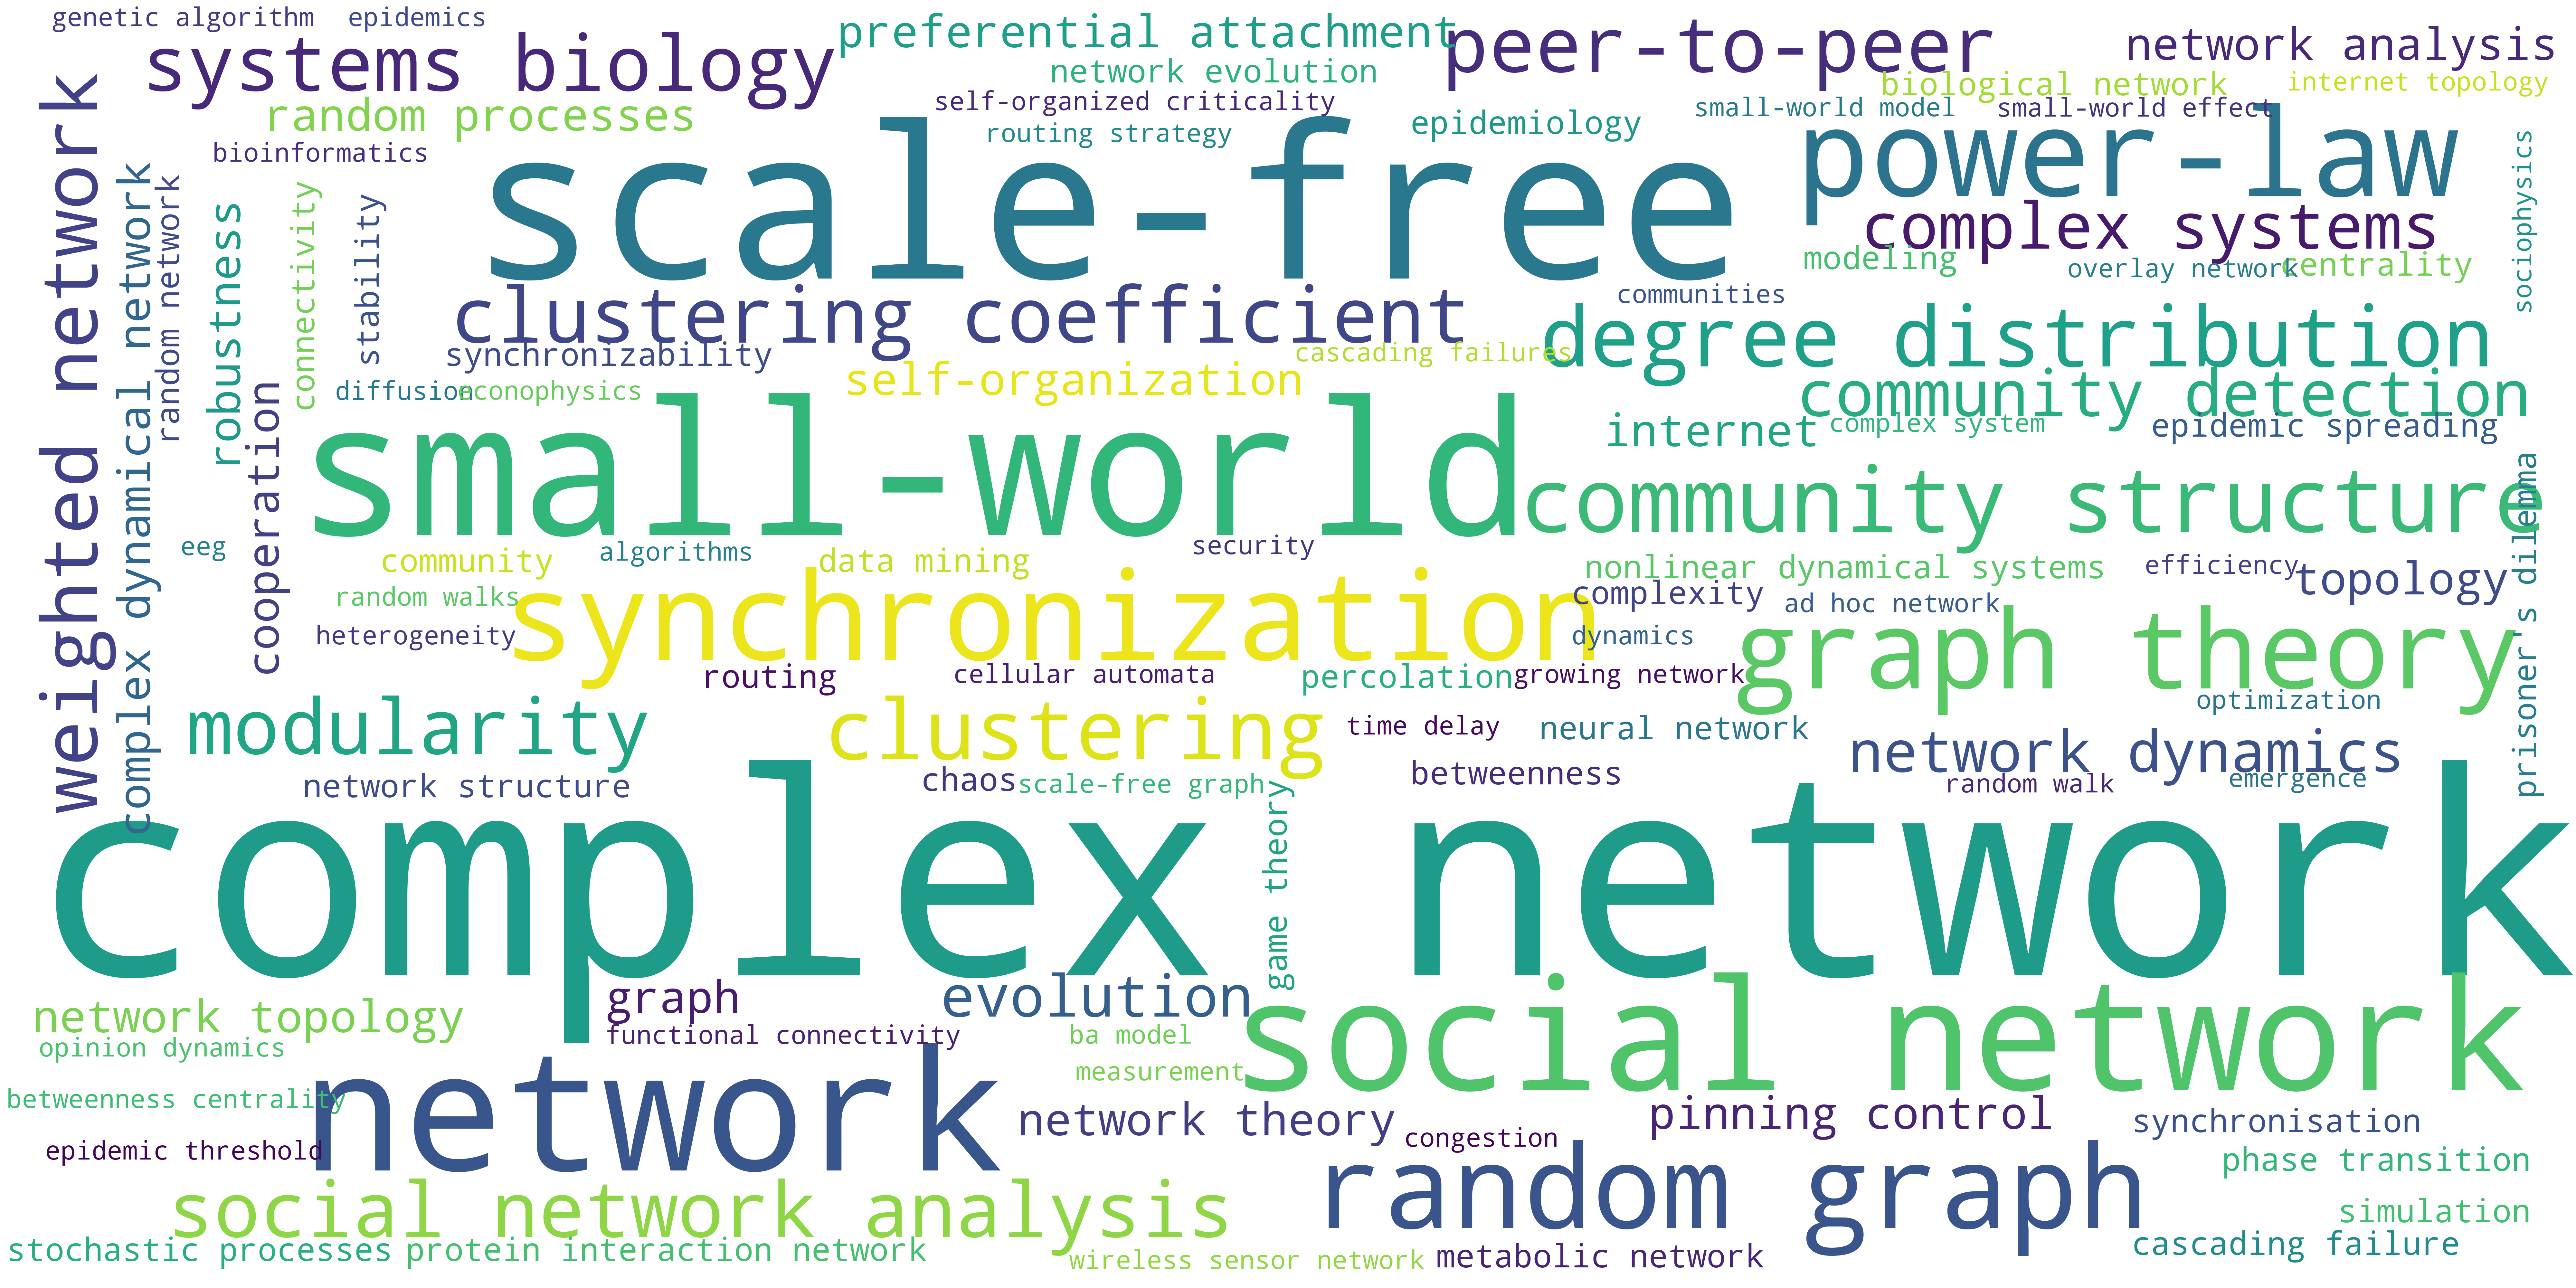 genetic algorithm
epidemics
preferential attachment
peer-to-peer
network analysis
systems biology
network evolution
biological network
internet topology
random processes
self-organized criticality
small-world model
small-world effect
routing strategy
epidemiology
power-law
bioinformatics
scale-free
complex systems
sociophysics
weighted network
complex dynamical network
random network
robustness
connectivity
stability
modeling
overlay network
centrality
clustering coefficient
communities
degree distribution
synchronizability
cascading failures
self-organization
community detection
diffusion
econophysics
cooperation
small-world
internet
complex system
epidemic spreading
community structure
prisoner's dilemma
eeg
community
algorithms
data mining
security
nonlinear dynamical systems
efficiency
topology
random walks
synchronization
complexity
ad hoc network
heterogeneity
dynamics
graph theory
routing
cellular automata
percolation
growing network
optimization
modularity
clustering
time delay
neural network
network dynamics
network structure
chaos
scale-free graph
betweenness
random walk
emergence
complex network
game theory
network topology
graph
evolution
social network
opinion dynamics
functional connectivity
ba model
measurement
betweenness centrality
network
network theory
congestion
pinning control
synchronisation
epidemic threshold
random graph
phase transition
social network analysis
simulation
stochastic processes
protein interaction network
wireless sensor network
metabolic network
cascading failure